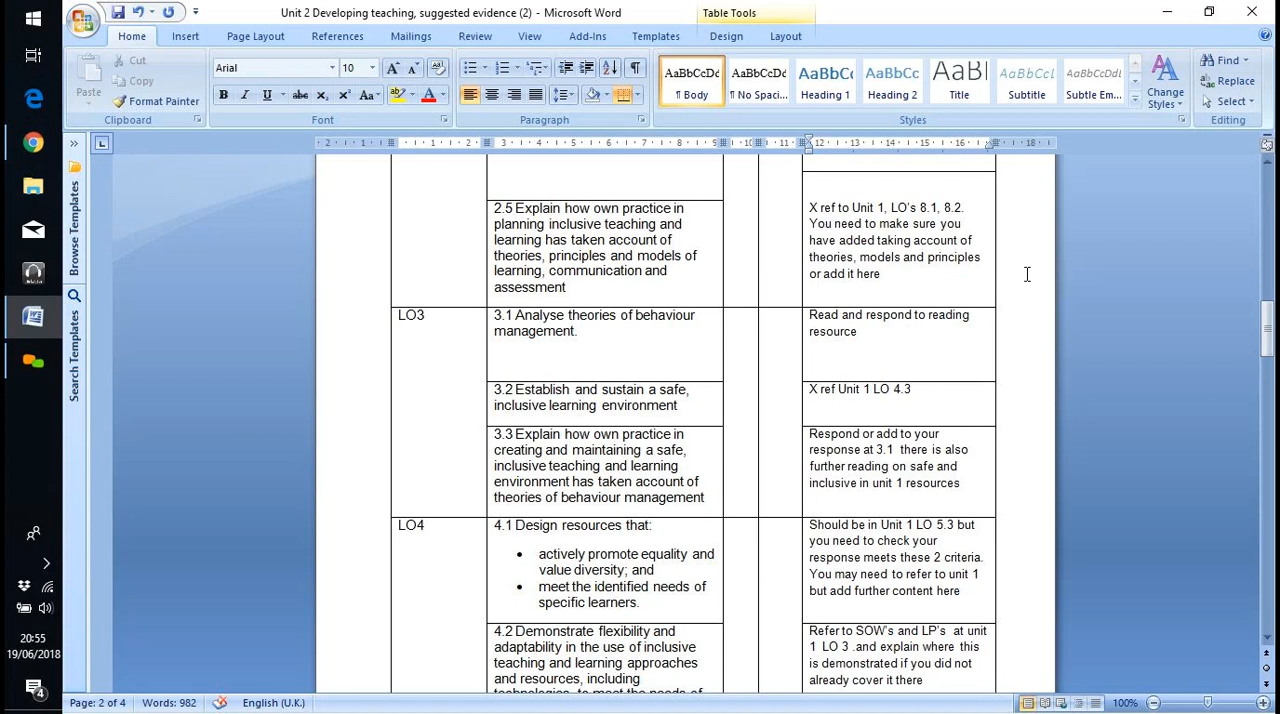 Unit 2 Developing teaching, suggested evidence (2) - Microsoft Word
Table Tools
Home Insert Page Layout References Mailings Review View Add-Ins Templates Design Layout
Paste
Cut
Copy
Format Painter
Clipboard
Arial 10
Font
Paragraph
AaBbCcDd
¶ Body
¶ No Spaci...
AaBbCc
Heading 1
AaBbCc
Heading 2
Title
Subtitle
Subtle Em...
Change Styles
Styles
Find
Replace
Select
Editing
Browse Templates
Search Templates
2.5 Explain how own practice in
planning inclusive teaching and
learning has taken account of
theories, principles and models of
learning, communication and
assessment
X ref to Unit 1, LO's 8.1, 8.2.
You need to make sure you
have added taking account of
theories, models and principles
or add it here
LO3
3.1 Analyse theories of behaviour
management.
Read and respond to reading
resource
3.2 Establish and sustain a safe,
inclusive learning environment
X ref Unit 1 LO 4.3
3.3 Explain how own practice in
creating and maintaining a safe,
inclusive teaching and learning
environment has taken account of
theories of behaviour management
Respond or add to your
response at 3.1 there is also
further reading on safe and
inclusive in unit 1 resources
LO4
4.1 Design resources that:
• actively promote equality and
value diversity; and
• meet the identified needs of
specific learners.
Should be in Unit 1 LO 5.3 but
you need to check your
response meets these 2 criteria.
You may need to refer to unit 1
but add further content here
4.2 Demonstrate flexibility and
adaptability in the use of inclusive
teaching and learning approaches
and resources, including
technologies, to meet the needs of
Refer to SOW's and LP's at unit
1 LO 3 .and explain where this
is demonstrated if you did not
already cover it there
20:55
19/06/2018
4
Page: 2 of 4
Words: 982
English (U.K.)
100%